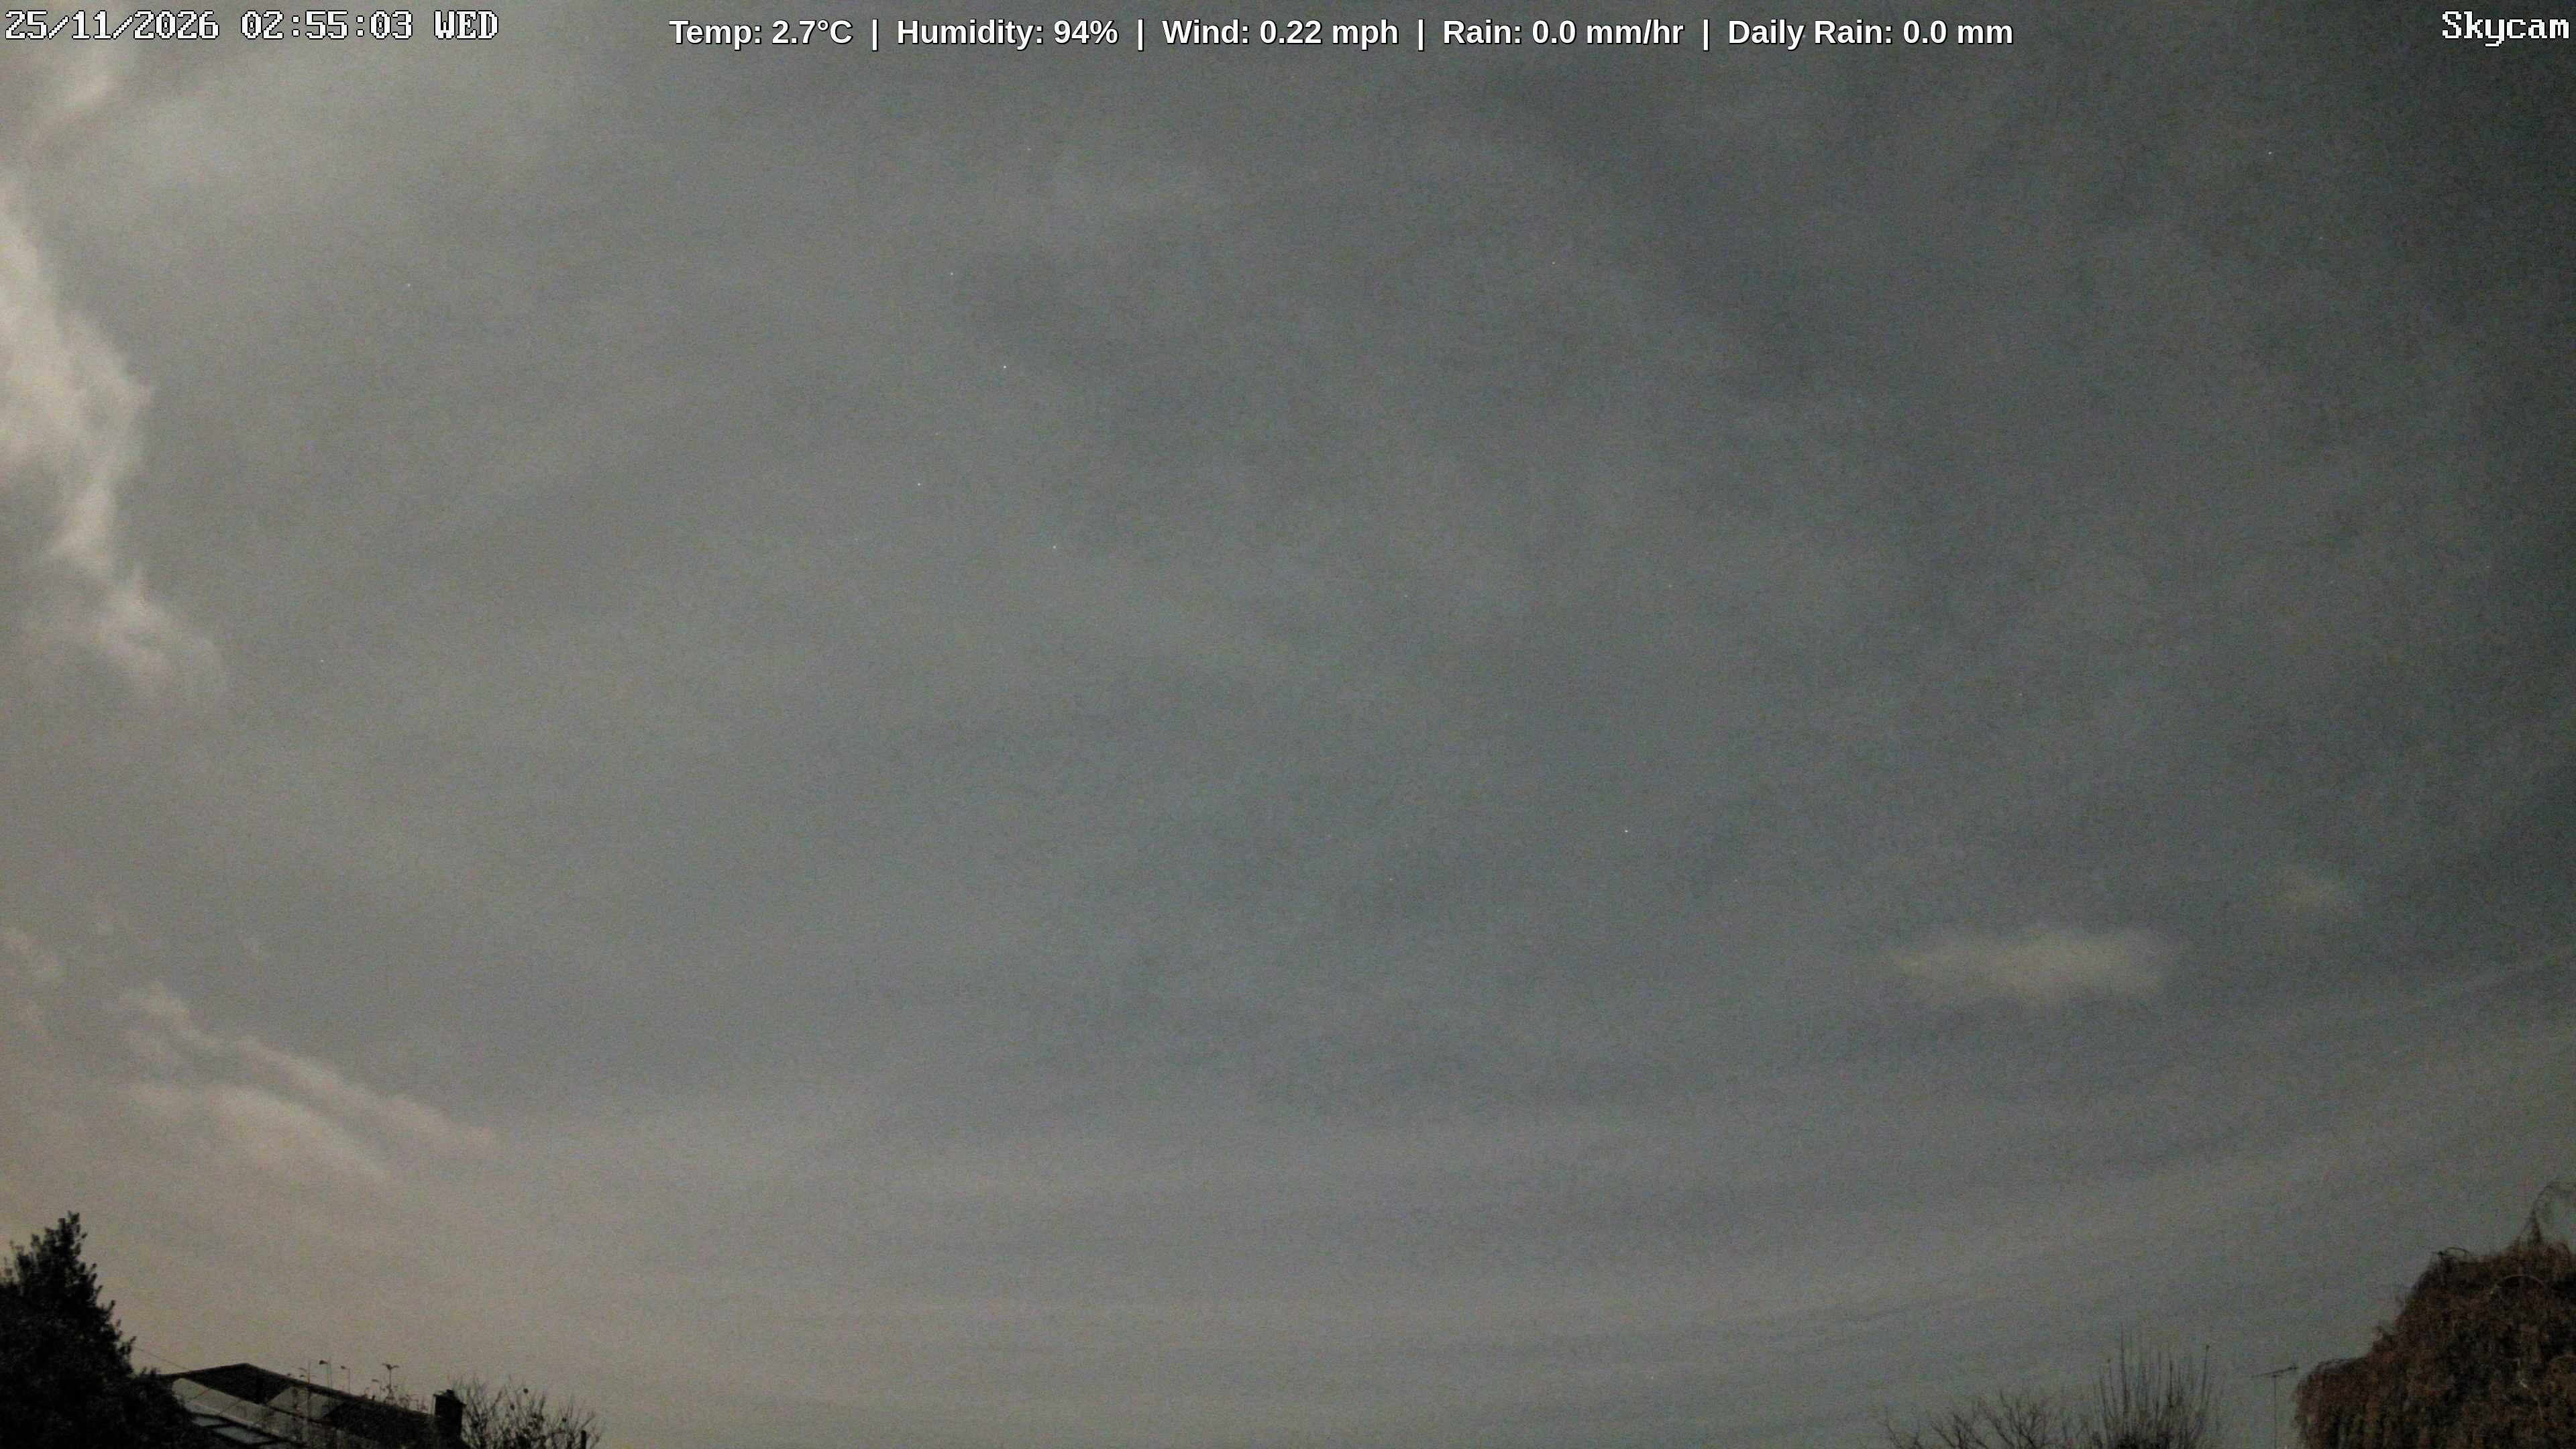 25/11/2026 02:55:03 WED
Temp: 2.7°C | Humidity: 94% | Wind: 0.22 mph | Rain: 0.0 mm/hr | Daily Rain: 0.0 mm
Skycam